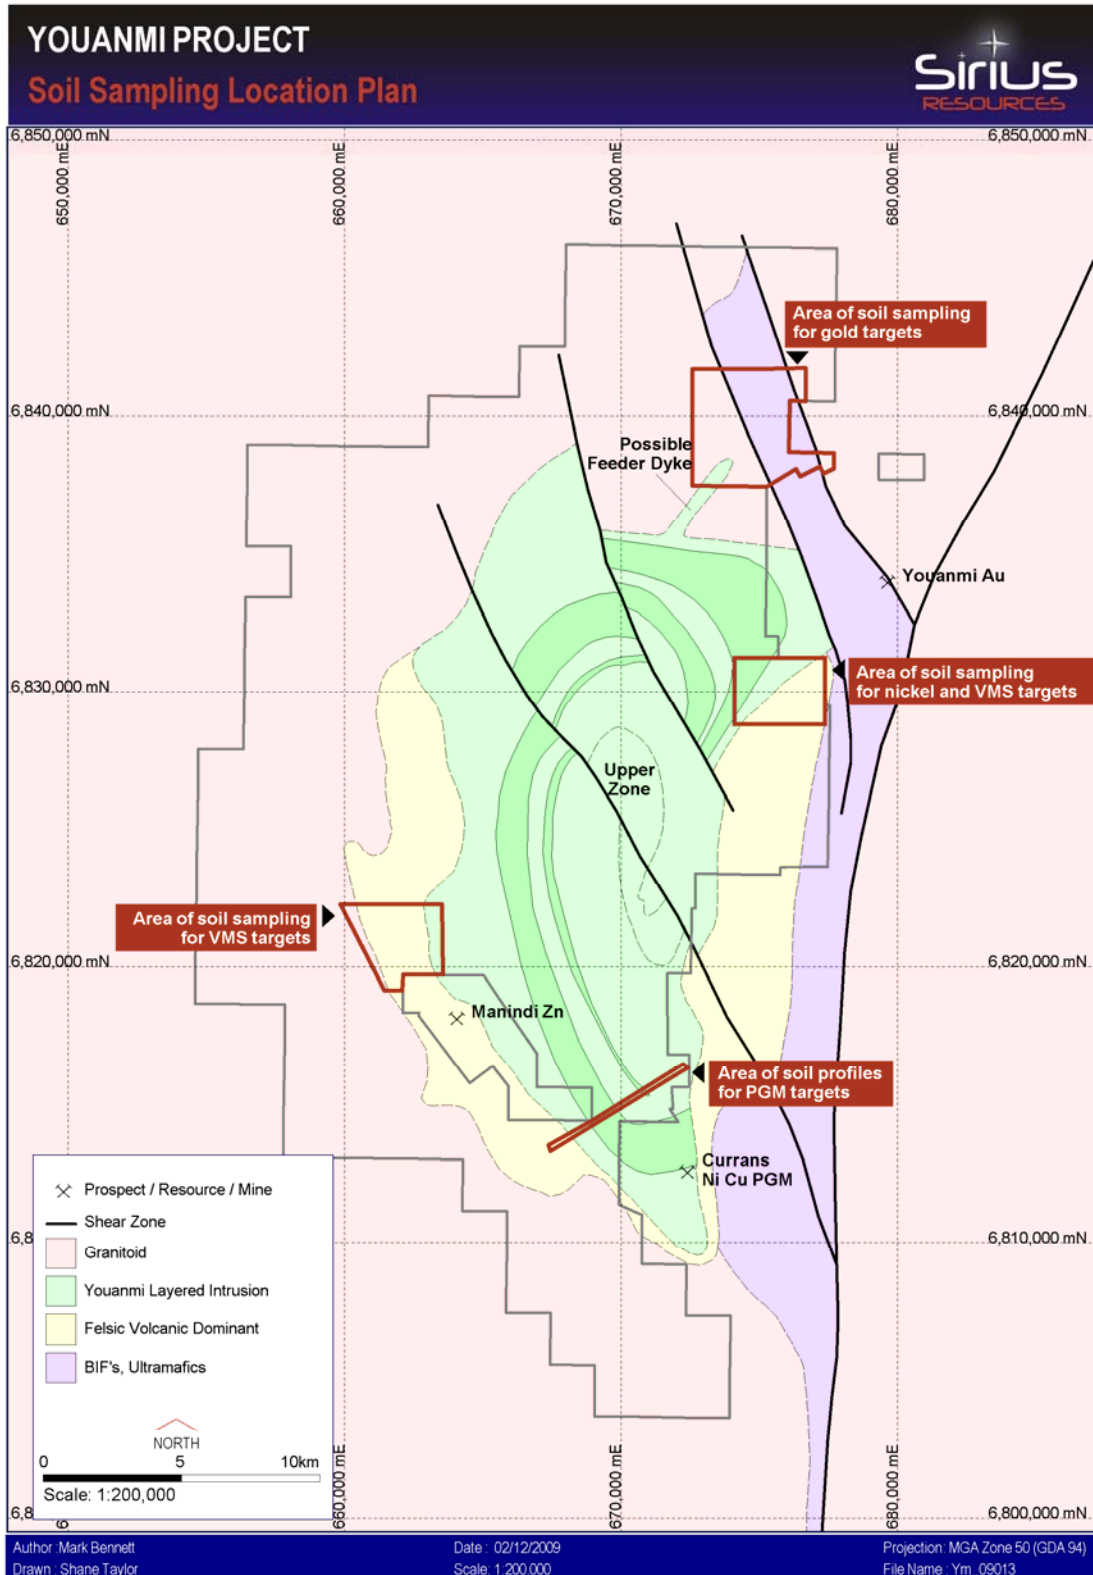 YOUANMI PROJECT
Soil Sampling Location Plan
Sirius
RESOURCES
6,850,000 mN
6,850,000 mN
650,000 mE
660,000 mE
670,000 mE
680,000 mE
Area of soil sampling
for gold targets
6,840,000 mN
6,840,000 mN
Possible
Feeder Dyke
Youanmi Au
6,830,000 mN
Area of soil sampling
for nickel and VMS targets
Upper
Zone
Area of soil sampling
for VMS targets
6,820,000 mN
6,820,000 mN
Manindi Zn
Area of soil profiles
for PGM targets
Currans
Ni Cu PGM
Prospect / Resource / Mine
Shear Zone
Granitoid
6,8
6,810,000 mN
Youanmi Layered Intrusion
Felsic Volcanic Dominant
BIF's, Ultramafics
NORTH
0 5 10km
Scale: 1:200,000
660,000 mE
670,000 mE
680,000 mE
6,8
6,800,000 mN
Author :Mark Bennett
Date : 02/12/2009
Projection: MGA Zone 50 (GDA 94)
Drawn : Shane Taylor
Scale: 1:200,000
File Name : Ym_09013